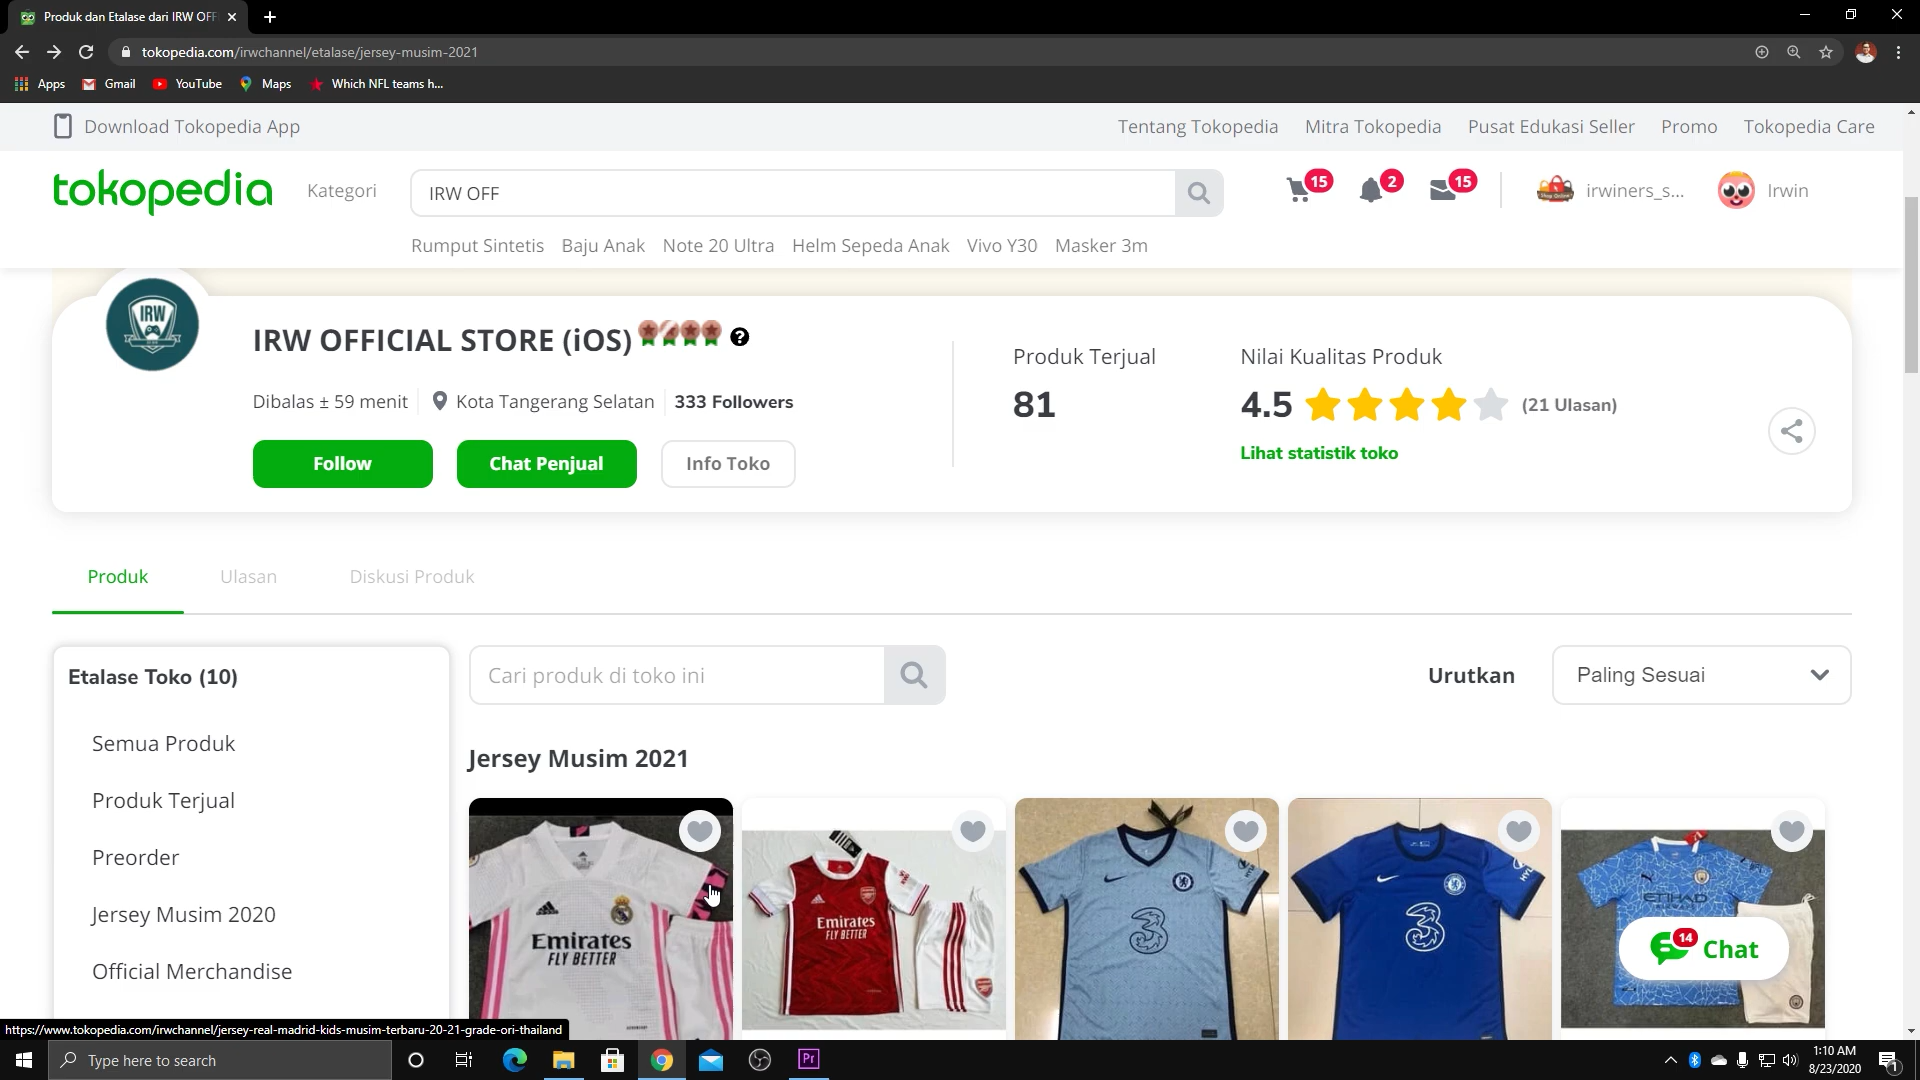 Produk dan Etalase dari IRW OFF
tokopedia.com/irwchannel/etalase/jersey-musim-2021
Apps Gmail YouTube Maps Which NFL teams h...
Download Tokopedia App Tentang Tokopedia Mitra Tokopedia Pusat Edukasi Seller Promo Tokopedia Care
tokopedia Kategori IRW OFF 15 2 15 irwiners_s... Irwin
Rumput Sintetis Baju Anak Note 20 Ultra Helm Sepeda Anak Vivo Y30 Masker 3m
IRW
IRW OFFICIAL STORE (iOS) ?
Dibalas ± 59 menit Kota Tangerang Selatan 333 Followers
Follow Chat Penjual Info Toko
Produk Terjual
81
Nilai Kualitas Produk
4.5 (21 Ulasan)
Lihat statistik toko
Produk Ulasan Diskusi Produk
Etalase Toko (10)
Semua Produk
Produk Terjual
Preorder
Jersey Musim 2020
Official Merchandise
Cari produk di toko ini
Urutkan Paling Sesuai
Jersey Musim 2021
Emirates
FLY BETTER
Emirates
FLY BETTER
3
3
ETIHAD
14 Chat
https://www.tokopedia.com/irwchannel/jersey-real-madrid-kids-musim-terbaru-20-21-grade-ori-thailand
Type here to search
Pr
1:10 AM
8/23/2020
1